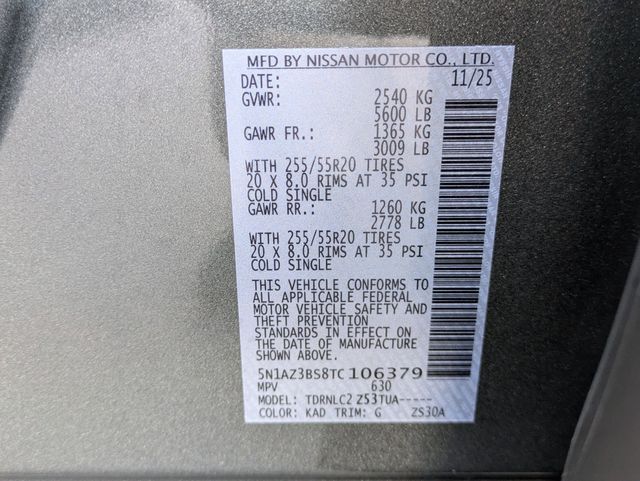 MFD BY NISSAN MOTOR CO., LTD.
DATE: 11/25
GVWR: 2540 KG
5600 LB
GAWR FR.: 1365 KG
3009 LB
WITH 255/55R20 TIRES
20 X 8.0 RIMS AT 35 PSI
COLD SINGLE
GAWR RR.: 1260 KG
2778 LB
WITH 255/55R20 TIRES
20 X 8.0 RIMS AT 35 PSI
COLD SINGLE
THIS VEHICLE CONFORMS TO
ALL APPLICABLE FEDERAL
MOTOR VEHICLE SAFETY AND
THEFT PREVENTION
STANDARDS IN EFFECT ON
THE DATE OF MANUFACTURE
SHOWN ABOVE.
5N1AZ3BS8TC106379
MPV 630
MODEL: TDRNLC2 Z53TUA-----
COLOR: KAD TRIM: G ZS30A